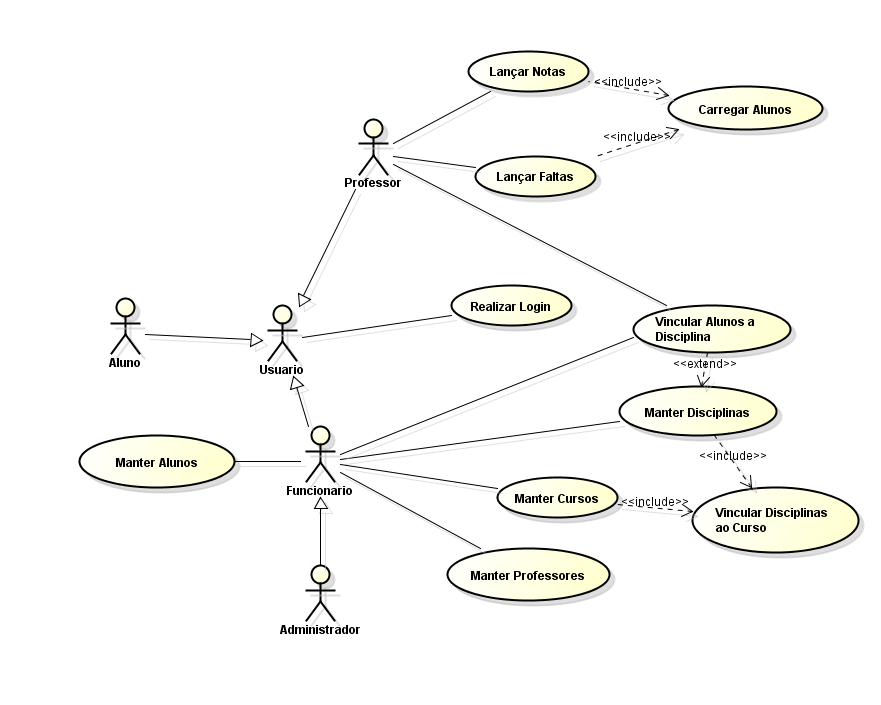 Lançar Notas
<<include>>
Carregar Alunos
<<include>>
Lançar Faltas
Professor
Realizar Login
Vincular Alunos a
Disciplina
Aluno
Usuario
<<extend>>
Manter Disciplinas
Manter Alunos
<<include>>
Funcionario
Manter Cursos
<<include>>
Vincular Disciplinas
ao Curso
Manter Professores
Administrador